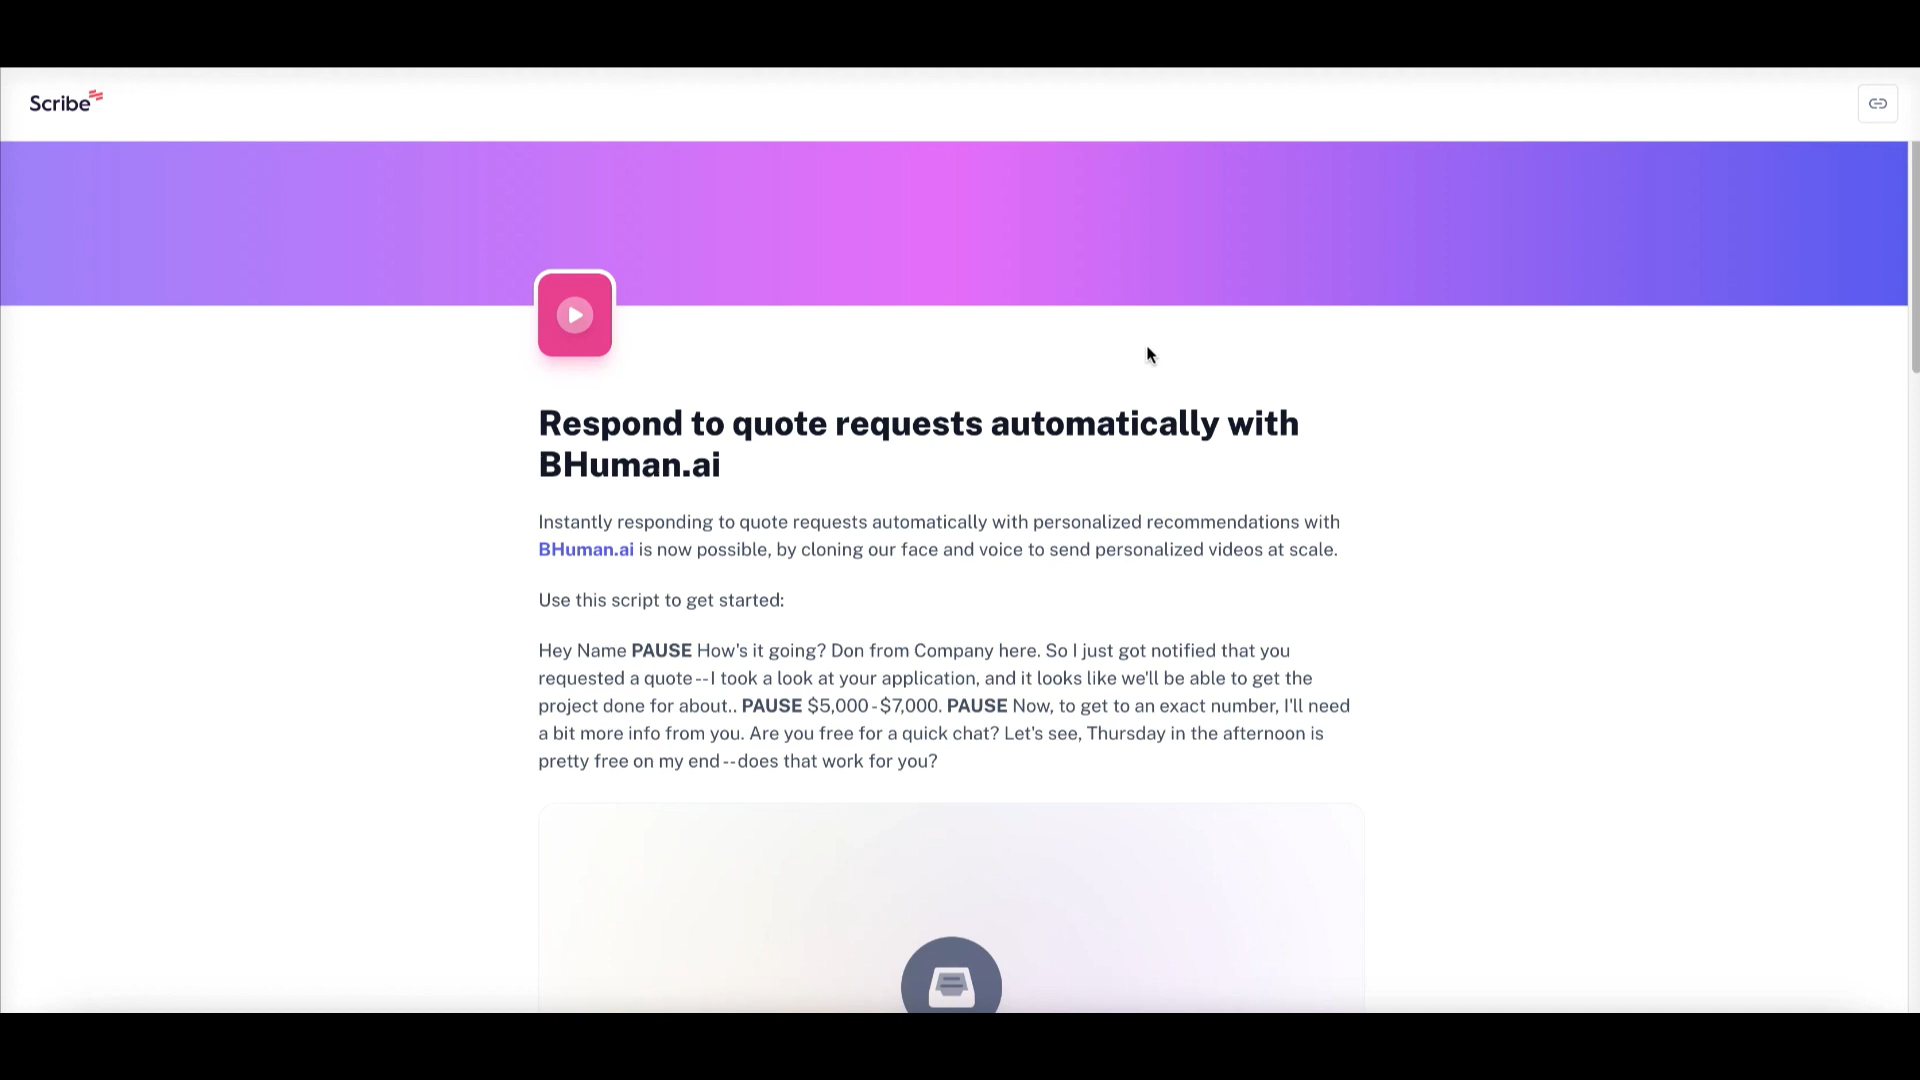 Scribe
Respond to quote requests automatically with
BHuman.ai
Instantly responding to quote requests automatically with personalized recommendations with
BHuman.ai is now possible, by cloning our face and voice to send personalized videos at scale.
Use this script to get started:
Hey Name PAUSE How's it going? Don from Company here. So I just got notified that you
requested a quote--I took a look at your application, and it looks like we'll be able to get the
project done for about.. PAUSE $5,000-$7,000. PAUSE Now, to get to an exact number, I'll need
a bit more info from you. Are you free for a quick chat? Let's see, Thursday in the afternoon is
pretty free on my end--does that work for you?